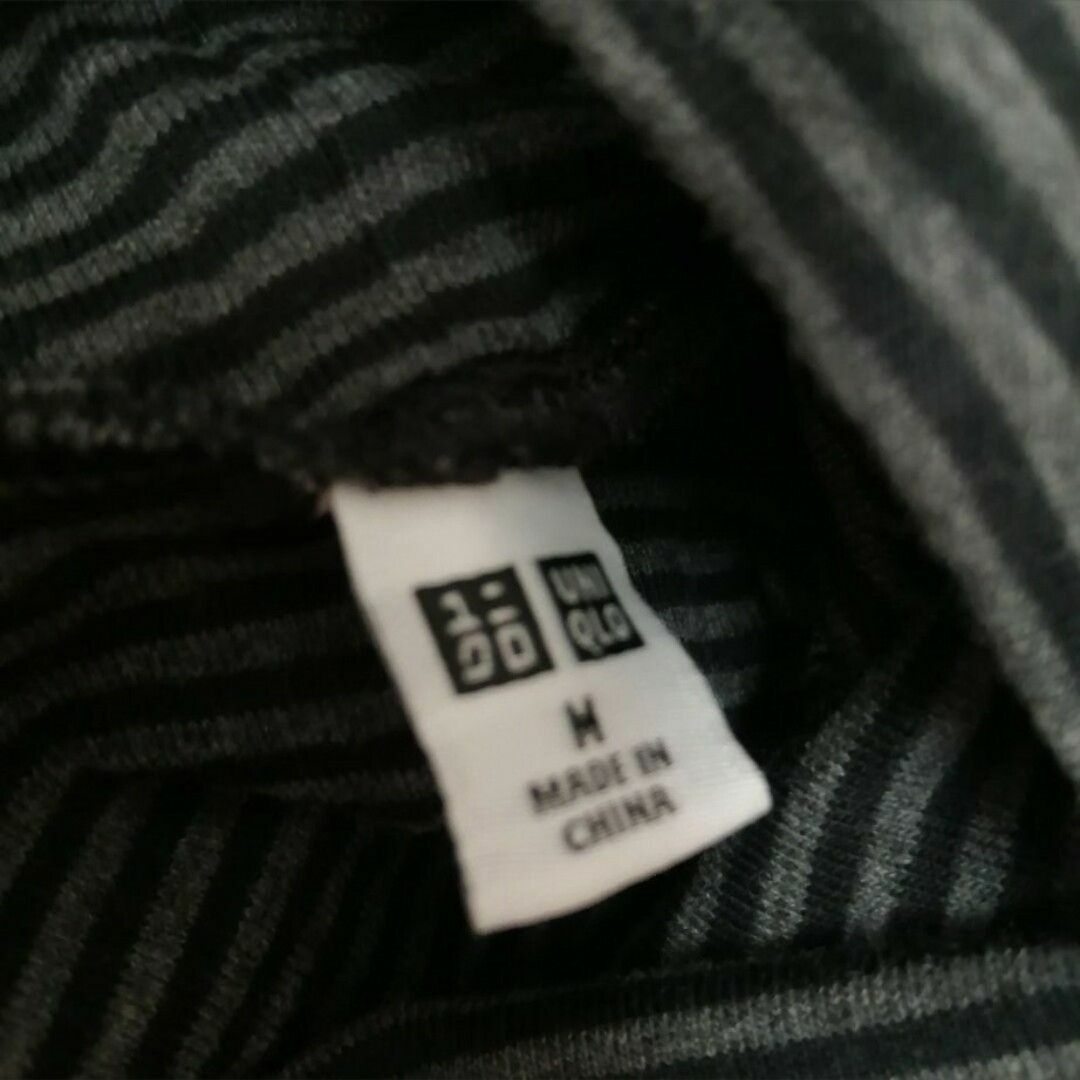 ユニ UNI
クロ QLO
M
MADE IN
CHINA